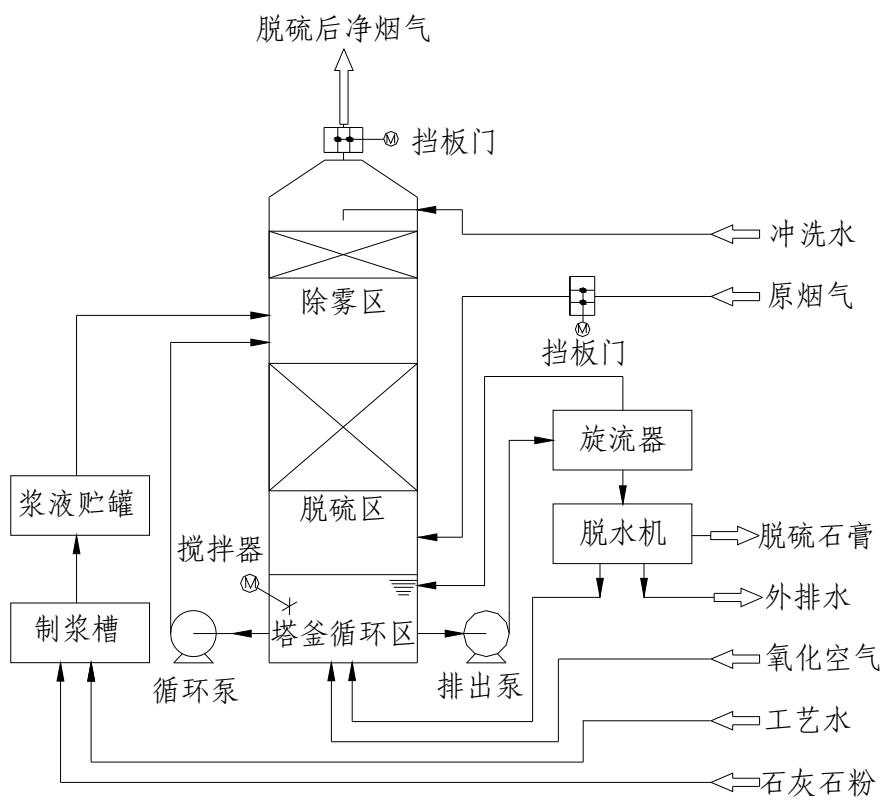 脱硫后净烟气
M
挡板门
冲洗水
除雾区
原烟气
M
挡板门
旋流器
浆液贮罐
脱硫区
脱水机
脱硫石膏
搅拌器
M
外排水
制浆槽
塔釜循环区
氧化空气
循环泵
排出泵
工艺水
石灰石粉